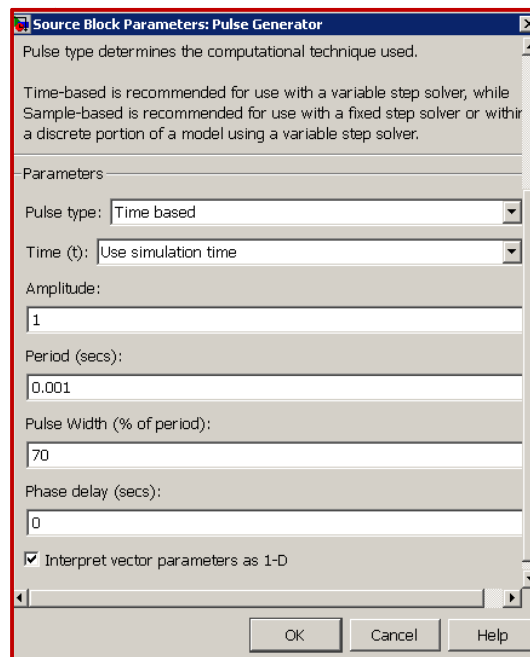 Source Block Parameters: Pulse Generator
Pulse type determines the computational technique used.
Time-based is recommended for use with a variable step solver, while
Sample-based is recommended for use with a fixed step solver or within
a discrete portion of a model using a variable step solver.
Parameters
Pulse type: Time based
Time (t): Use simulation time
Amplitude:
1
Period (secs):
0.001
Pulse Width (% of period):
70
Phase delay (secs):
0
Interpret vector parameters as 1-D
OK Cancel Help